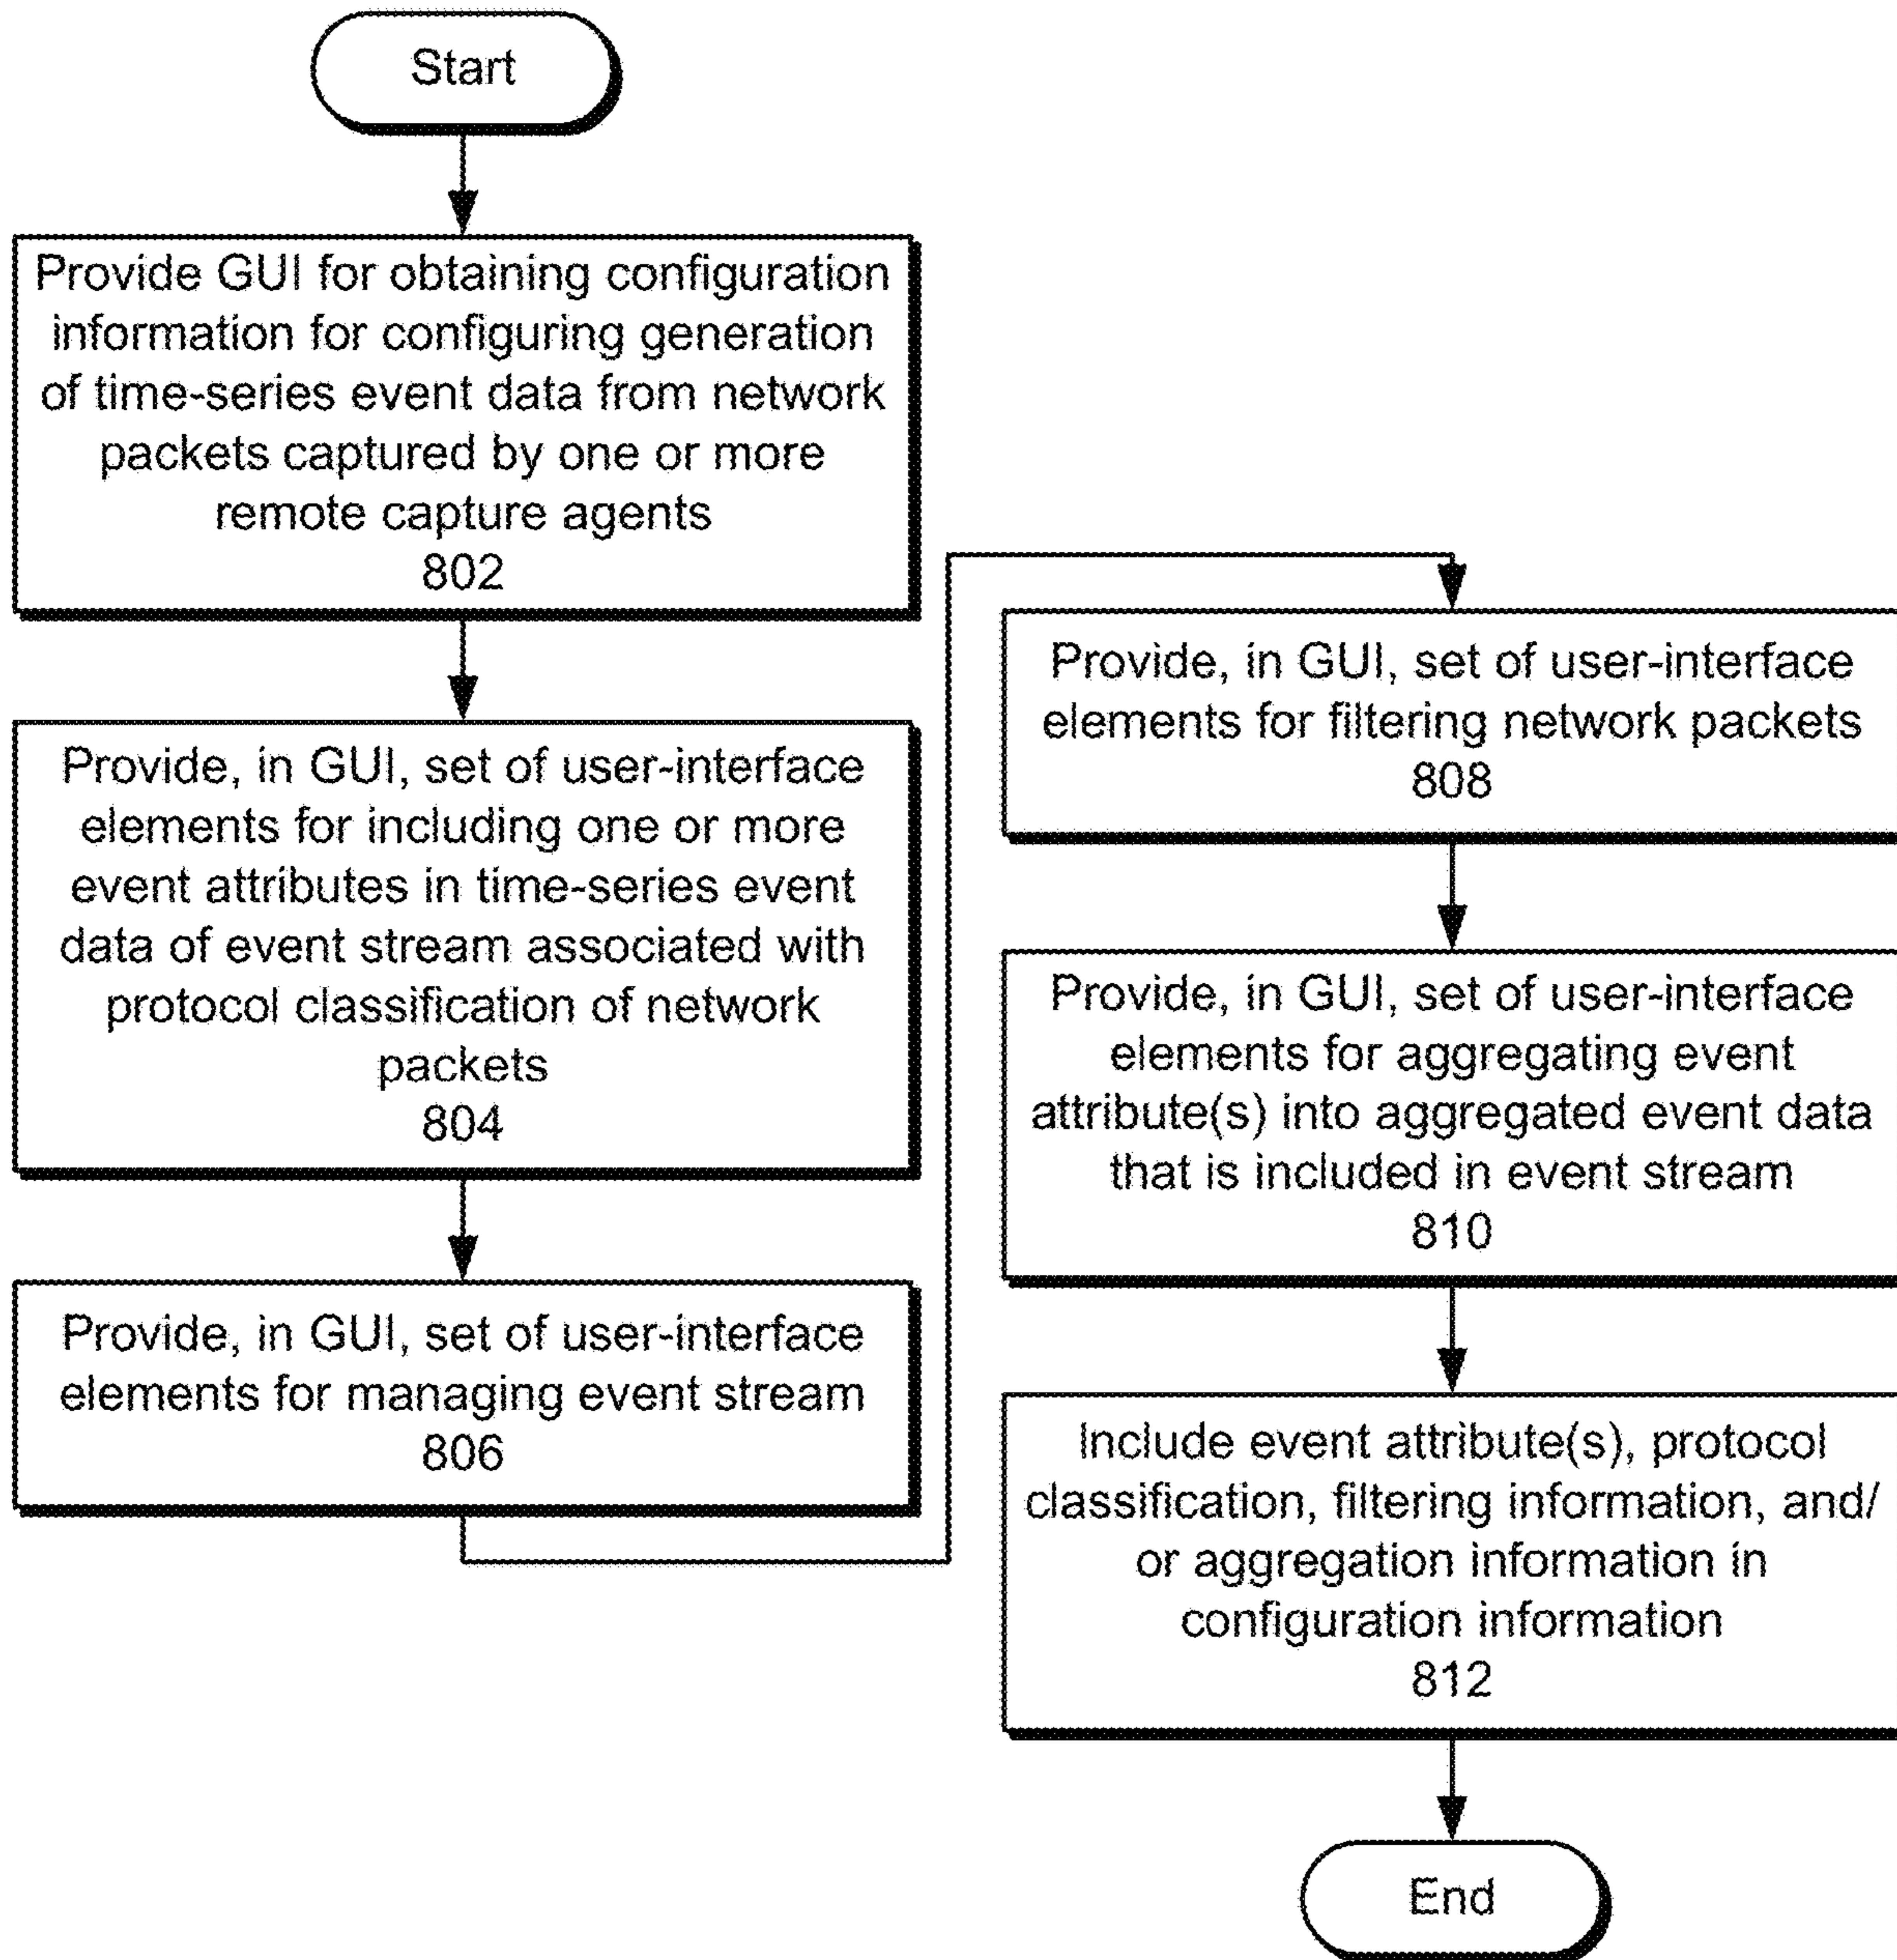 Start
Provide GUI for obtaining configuration
information for configuring generation
of time-series event data from network
packets captured by one or more
remote capture agents
802
Provide, in GUI, set of user-interface
elements for including one or more
event attributes in time-series event
data of event stream associated with
protocol classification of network
packets
804
Provide, in GUI, set of user-interface
elements for managing event stream
806
Provide, in GUI, set of user-interface
elements for filtering network packets
808
Provide, in GUI, set of user-interface
elements for aggregating event
attribute(s) into aggregated event data
that is included in event stream
810
Include event attribute(s), protocol
classification, filtering information, and/
or aggregation information in
configuration information
812
End